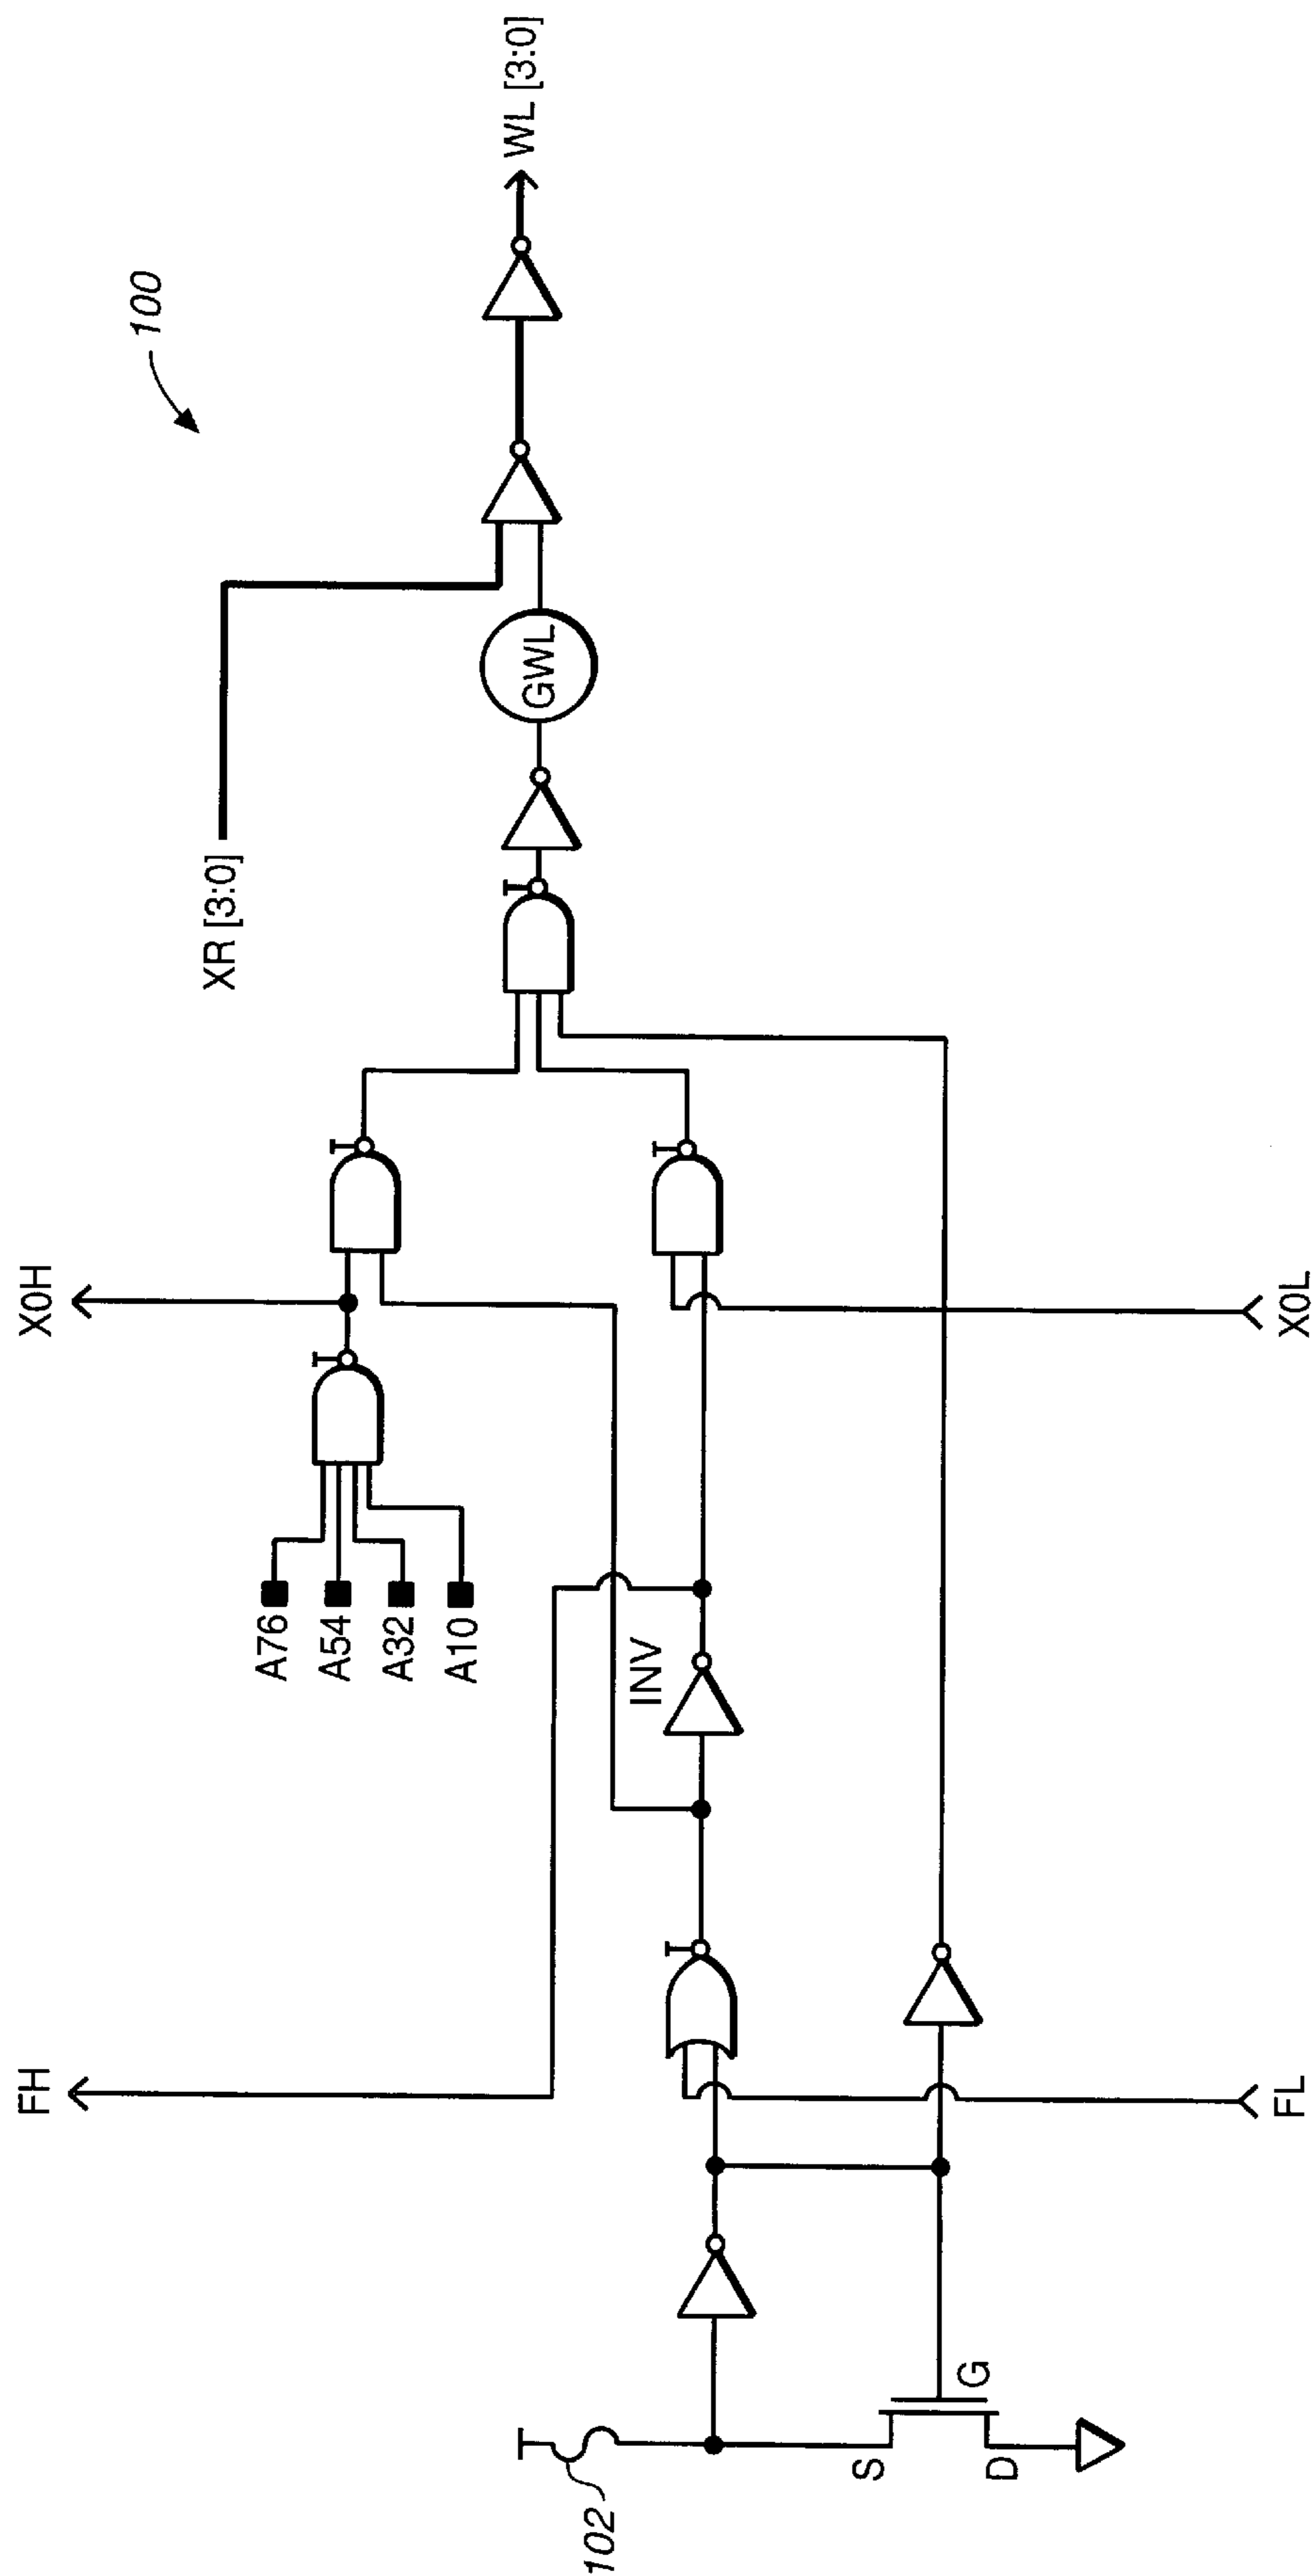 100
WL [3:0]
XR [3:0]
GWL
X0H
X0L
A76
A54
A32
A10
INV
FH
FL
102
S
G
D